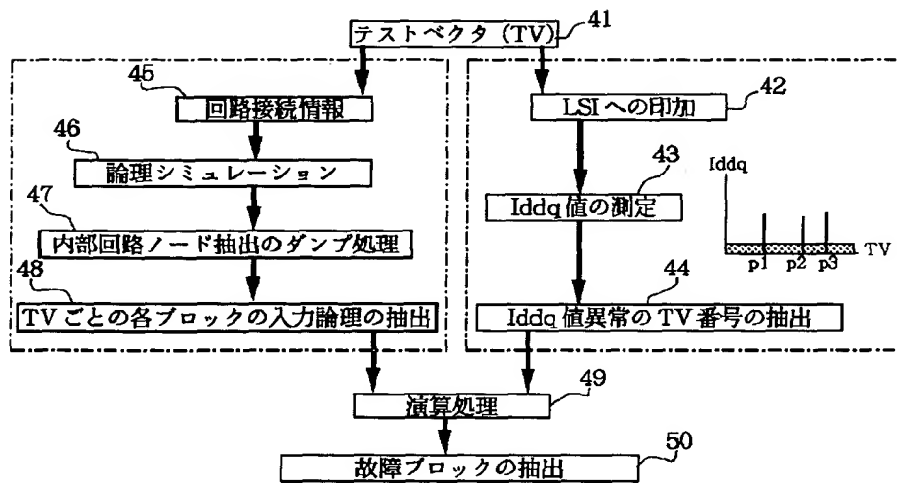 テストベクタ (TV)
41
45
回路接続情報
46
論理シミュレーション
47
内部回路ノード抽出のダンプ処理
48
TVごとの各ブロックの入力論理の抽出
LSIへの印加
42
43
Iddq値の測定
Iddq
TV
p1 p2 p3
44
Iddq値異常のTV番号の抽出
49
演算処理
50
故障ブロックの抽出